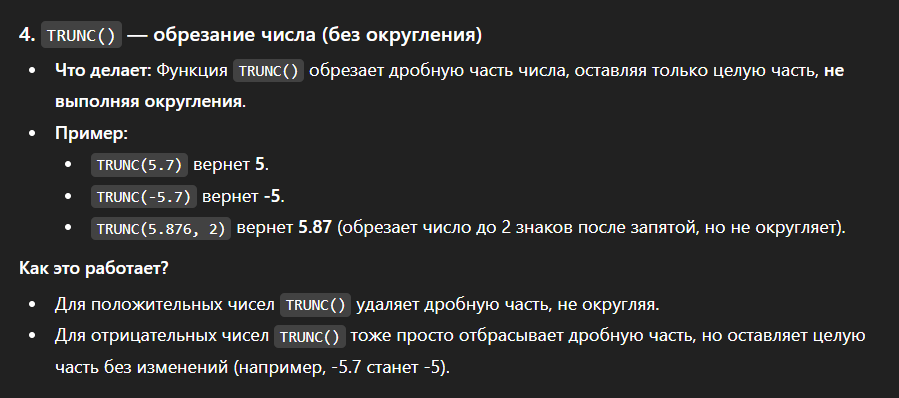 4. TRUNC() — обрезание числа (без округления)
• Что делает: Функция TRUNC() обрезает дробную часть числа, оставляя только целую часть, не
выполняя округления.
• Пример:
• TRUNC(5.7) вернет 5.
• TRUNC(-5.7) вернет -5.
• TRUNC(5.876, 2) вернет 5.87 (обрезает число до 2 знаков после запятой, но не округляет).
Как это работает?
• Для положительных чисел TRUNC() удаляет дробную часть, не округляя.
• Для отрицательных чисел TRUNC() тоже просто отбрасывает дробную часть, но оставляет целую
часть без изменений (например, -5.7 станет -5).